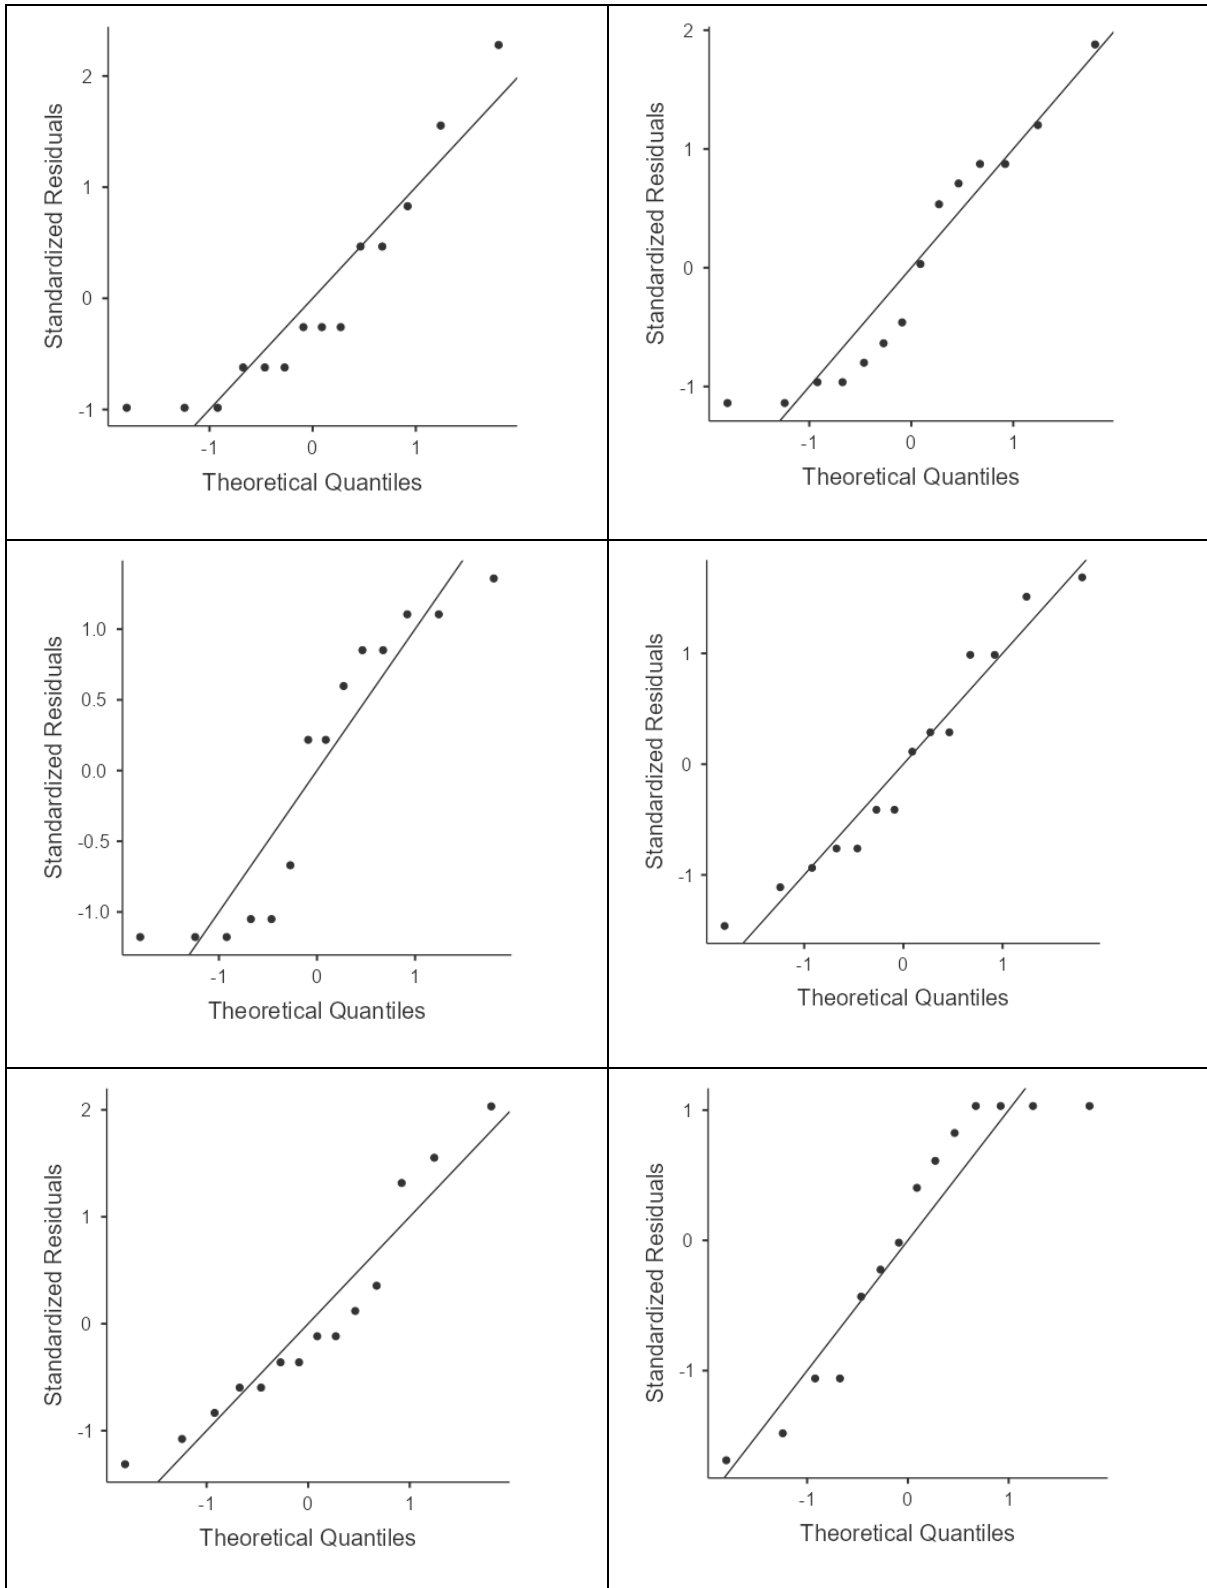 Standardized Residuals
2
1
0
-1
-1 0 1
Theoretical Quantiles
Standardized Residuals
2
1
0
-1
-1 0 1
Theoretical Quantiles
Standardized Residuals
1.0
0.5
0.0
-0.5
-1.0
-1 0 1
Theoretical Quantiles
Standardized Residuals
1
0
-1
-1 0 1
Theoretical Quantiles
Standardized Residuals
2
1
0
-1
-1 0 1
Theoretical Quantiles
Standardized Residuals
1
0
-1
-1 0 1
Theoretical Quantiles